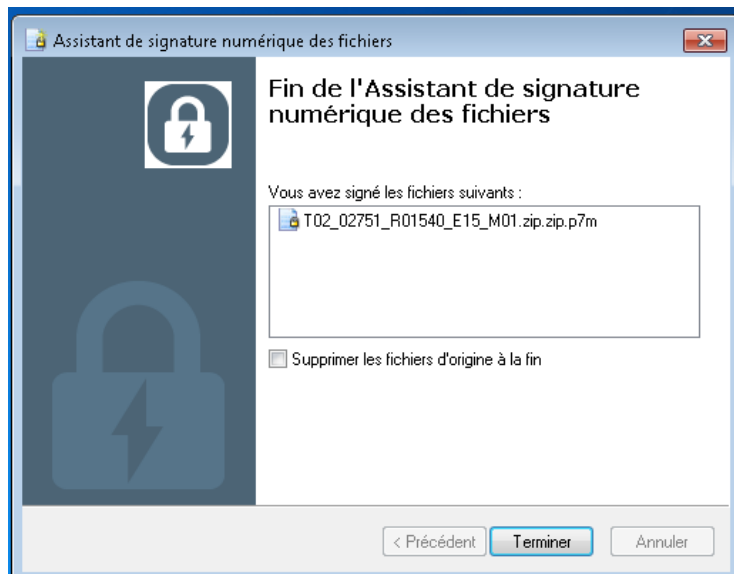 Assistant de signature numérique des fichiers
Fin de l'Assistant de signature
numérique des fichiers
Vous avez signé les fichiers suivants :
T02_02751_R01540_E15_M01.zip.zip.p7m
Supprimer les fichiers d'origine à la fin
< Précédent Terminer Annuler